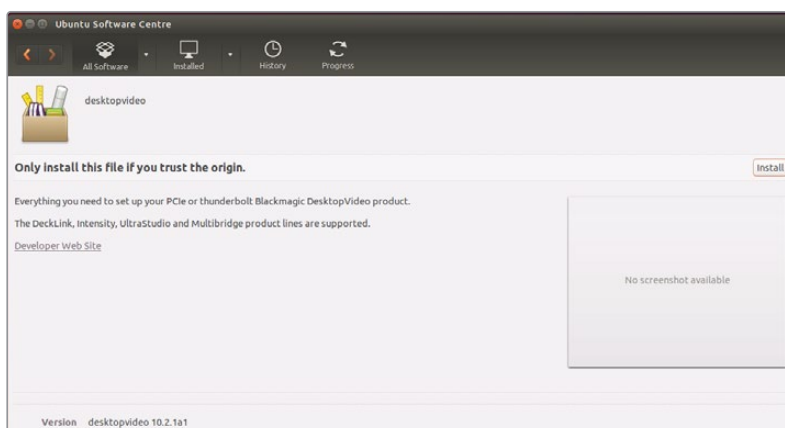 Ubuntu Software Centre
All Software
Installed
History
Progress
desktopvideo
Only install this file if you trust the origin.
Install
Everything you need to set up your PCIe or thunderbolt Blackmagic DesktopVideo product.
The DeckLink, Intensity, UltraStudio and Multibridge product lines are supported.
Developer Web Site
No screenshot available
Version desktopvideo 10.2.1a1